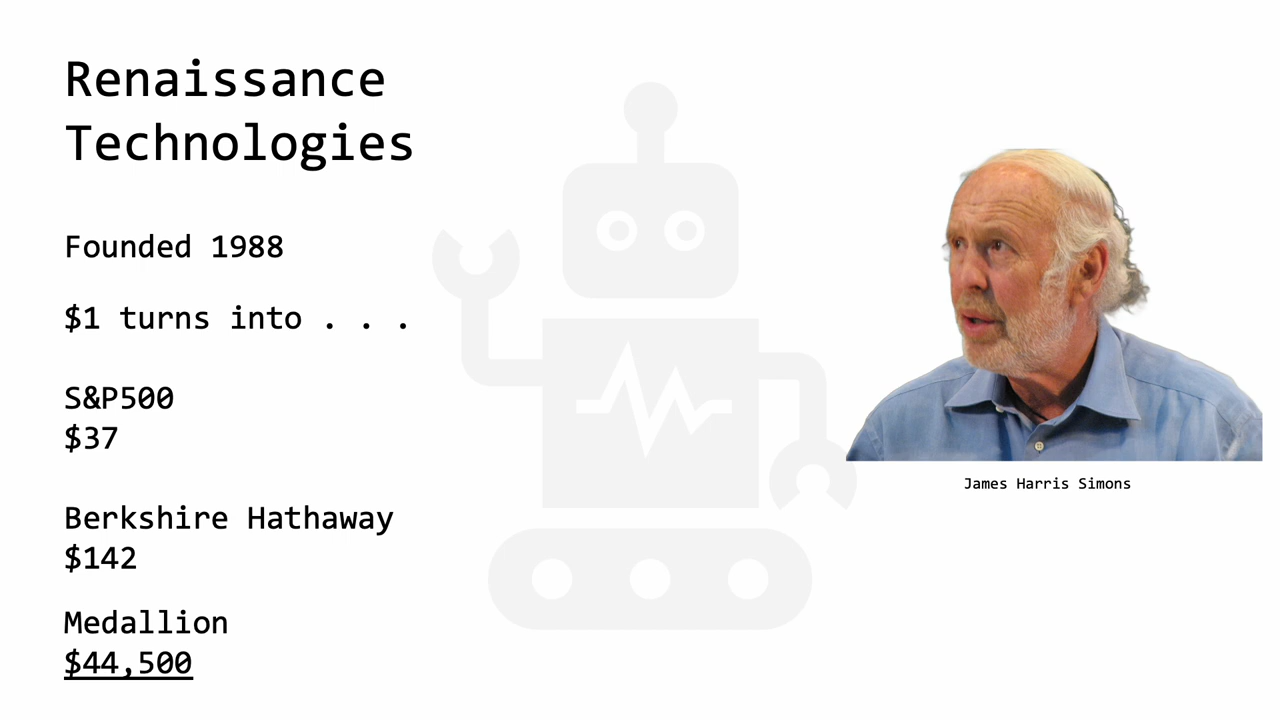 Renaissance
Technologies
Founded 1988
$1 turns into . . .
S&P500
$37
Berkshire Hathaway
$142
Medallion
$44,500
James Harris Simons